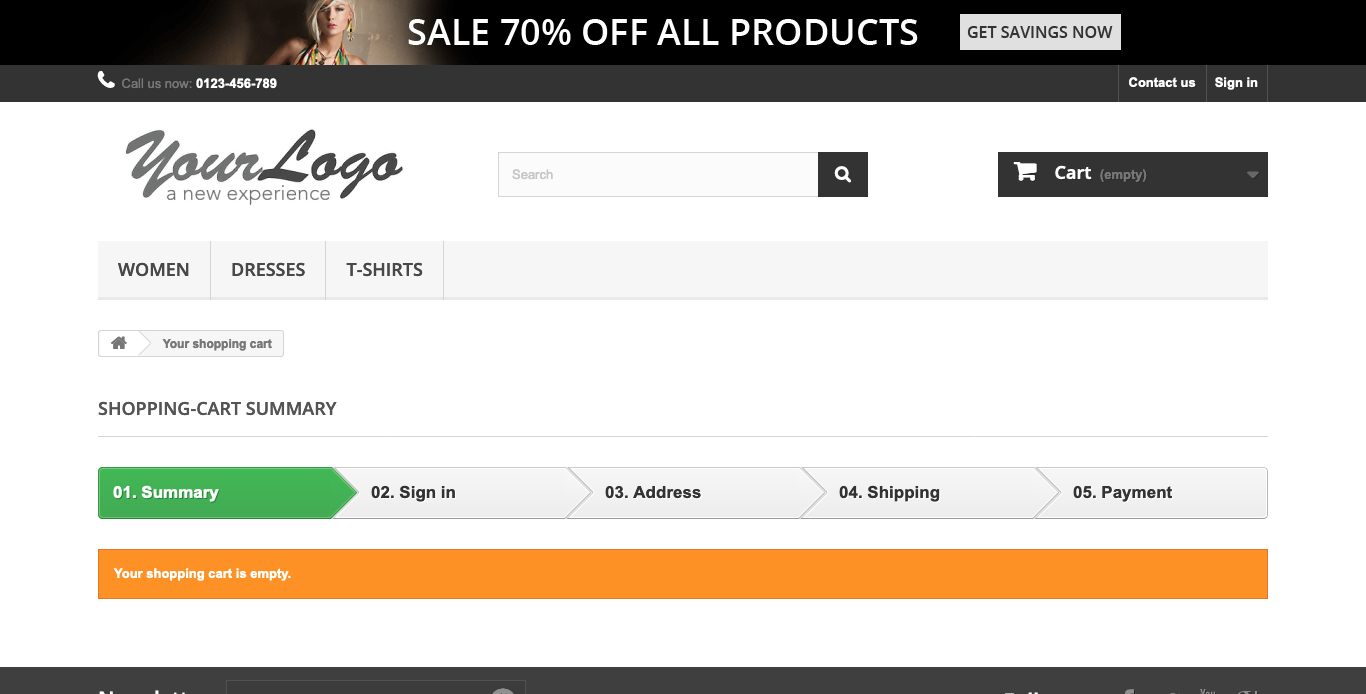 SALE 70% OFF ALL PRODUCTS GET SAVINGS NOW
Call us now: 0123-456-789 Contact us Sign in
YourLogo
a new experience
Search
Cart (empty)
WOMEN DRESSES T-SHIRTS
Your shopping cart
SHOPPING-CART SUMMARY
01. Summary 02. Sign in 03. Address 04. Shipping 05. Payment
Your shopping cart is empty.